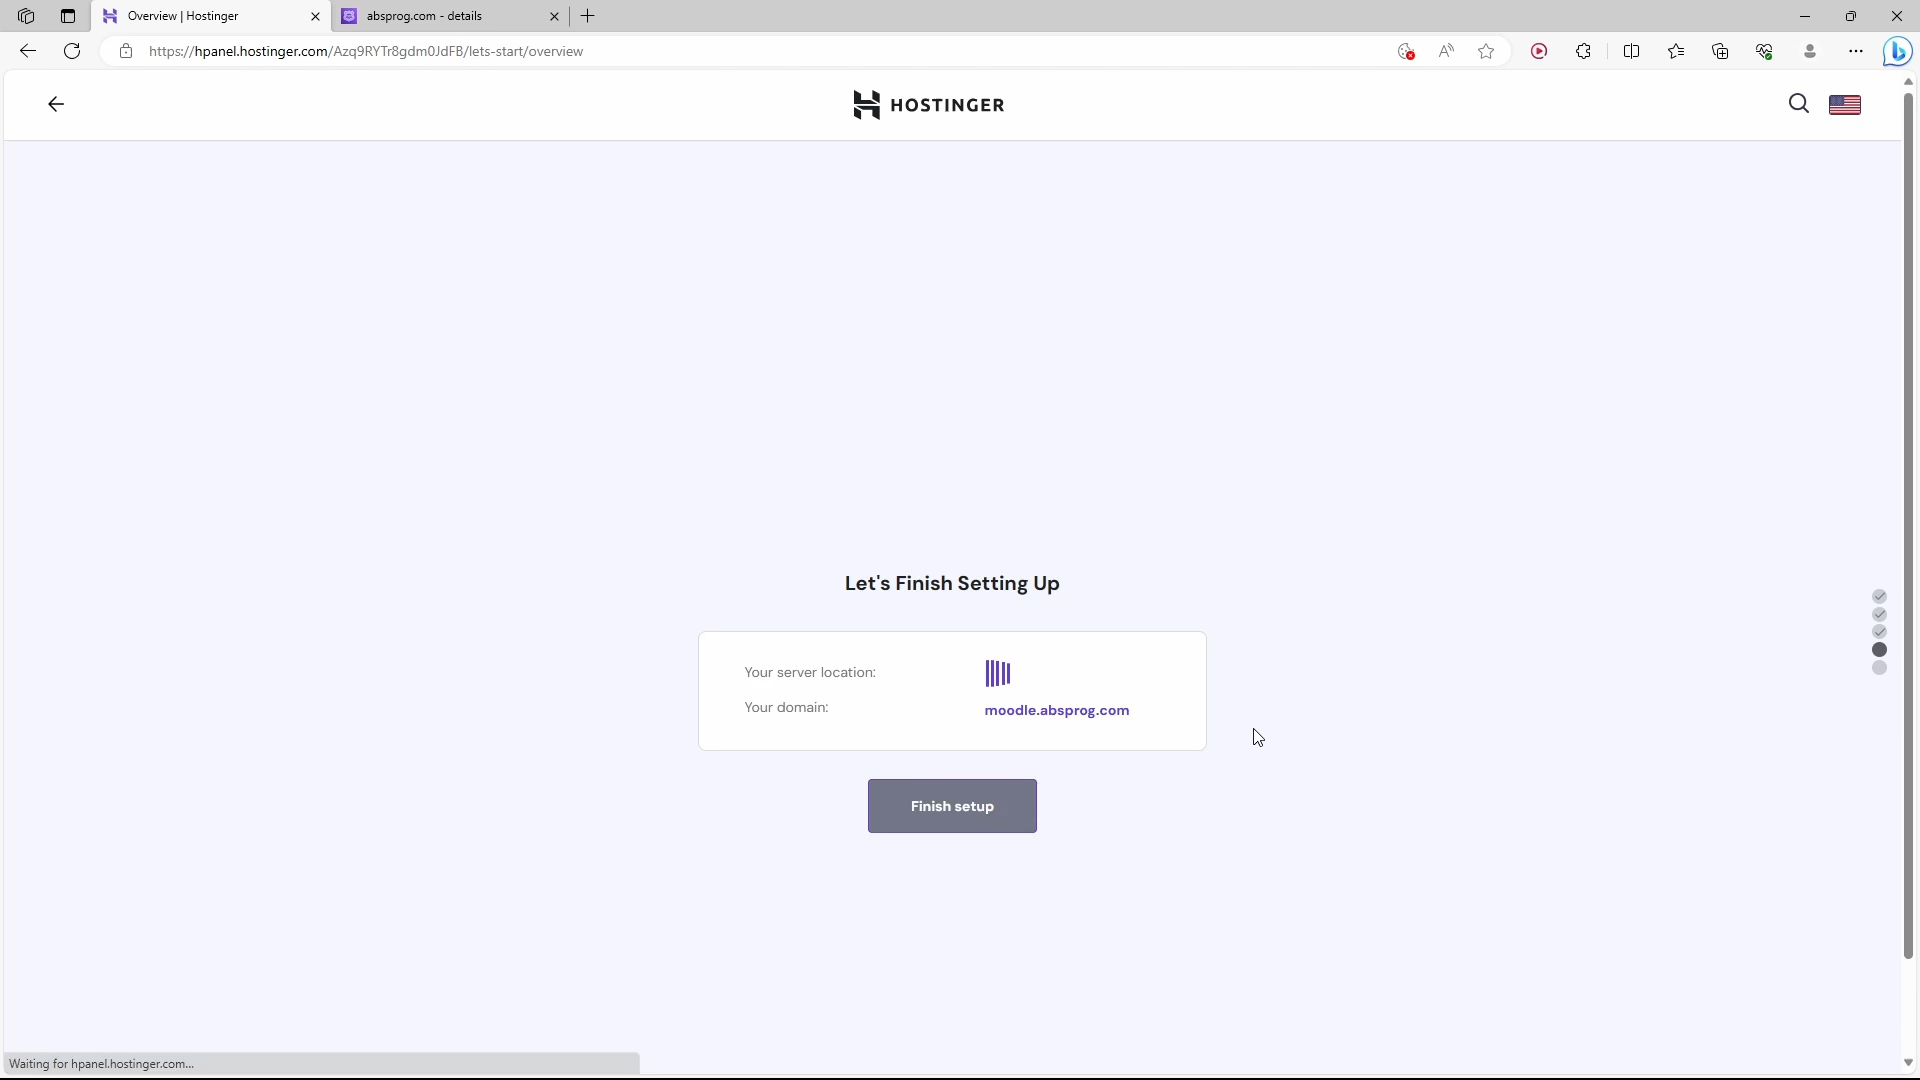 Overview | Hostinger
absprog.com - details
https://hpanel.hostinger.com/Azq9RYTr8gdm0JdFB/lets-start/overview
HOSTINGER
Let's Finish Setting Up
Your server location:
Your domain:
moodle.absprog.com
Finish setup
Waiting for hpanel.hostinger.com...